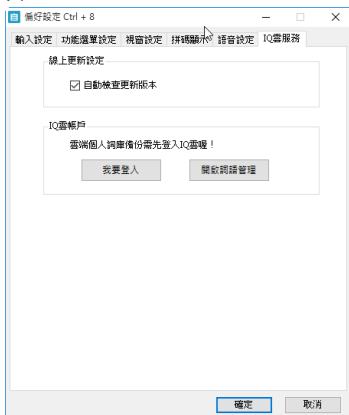 偏好設定 Ctrl + 8
輸入設定 功能選單設定 視窗設定 拼碼顯示 語音設定 IQ雲服務
線上更新設定
自動檢查更新版本
IQ雲帳戶
雲端個人詞庫備份需先登入IQ雲喔！
我要登入 開啟詞語管理
確定 取消